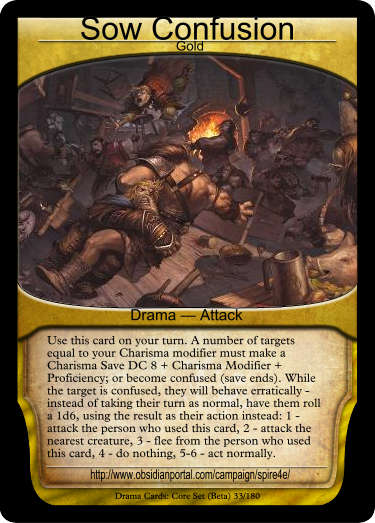 Sow Confusion
Gold
Drama — Attack
Use this card on your turn. A number of targets
equal to your Charisma modifier must make a
Charisma Save DC 8 + Charisma Modifier +
Proficiency; or become confused (save ends). While
the target is confused, they will behave erratically -
instead of taking their turn as normal, have them roll
a 1d6, using the result as their action instead: 1 -
attack the person who used this card, 2 - attack the
nearest creature, 3 - flee from the person who used
this card, 4 - do nothing, 5-6 - act normally.
http://www.obsidianportal.com/campaign/spire4e/
Drama Cards: Core Set (Beta) 33/180